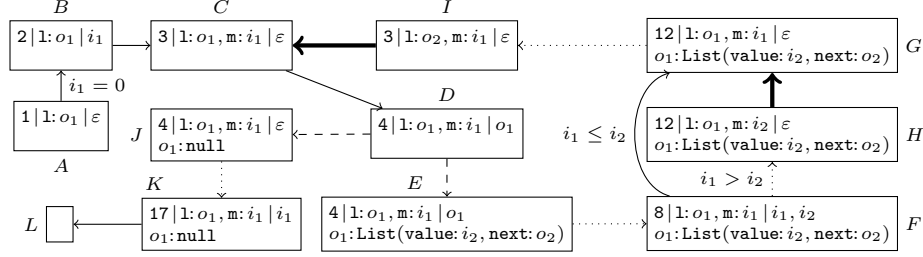 B
2 | l: o₁ | i₁
i₁ = 0
1 | l: o₁ | ε
A
C
3 | l: o₁, m: i₁ | ε
I
3 | l: o₂, m: i₁ | ε
D
4 | l: o₁, m: i₁ | o₁
J
4 | l: o₁, m: i₁ | ε
o₁: null
K
17 | l: o₁, m: i₁ | i₁
o₁: null
L
E
4 | l: o₁, m: i₁ | o₁
o₁: List(value: i₂, next: o₂)
12 | l: o₁, m: i₁ | ε
o₁: List(value: i₂, next: o₂)
G
i₁ ≤ i₂
12 | l: o₁, m: i₂ | ε
o₁: List(value: i₂, next: o₂)
H
i₁ > i₂
8 | l: o₁, m: i₁ | i₁, i₂
o₁: List(value: i₂, next: o₂)
F